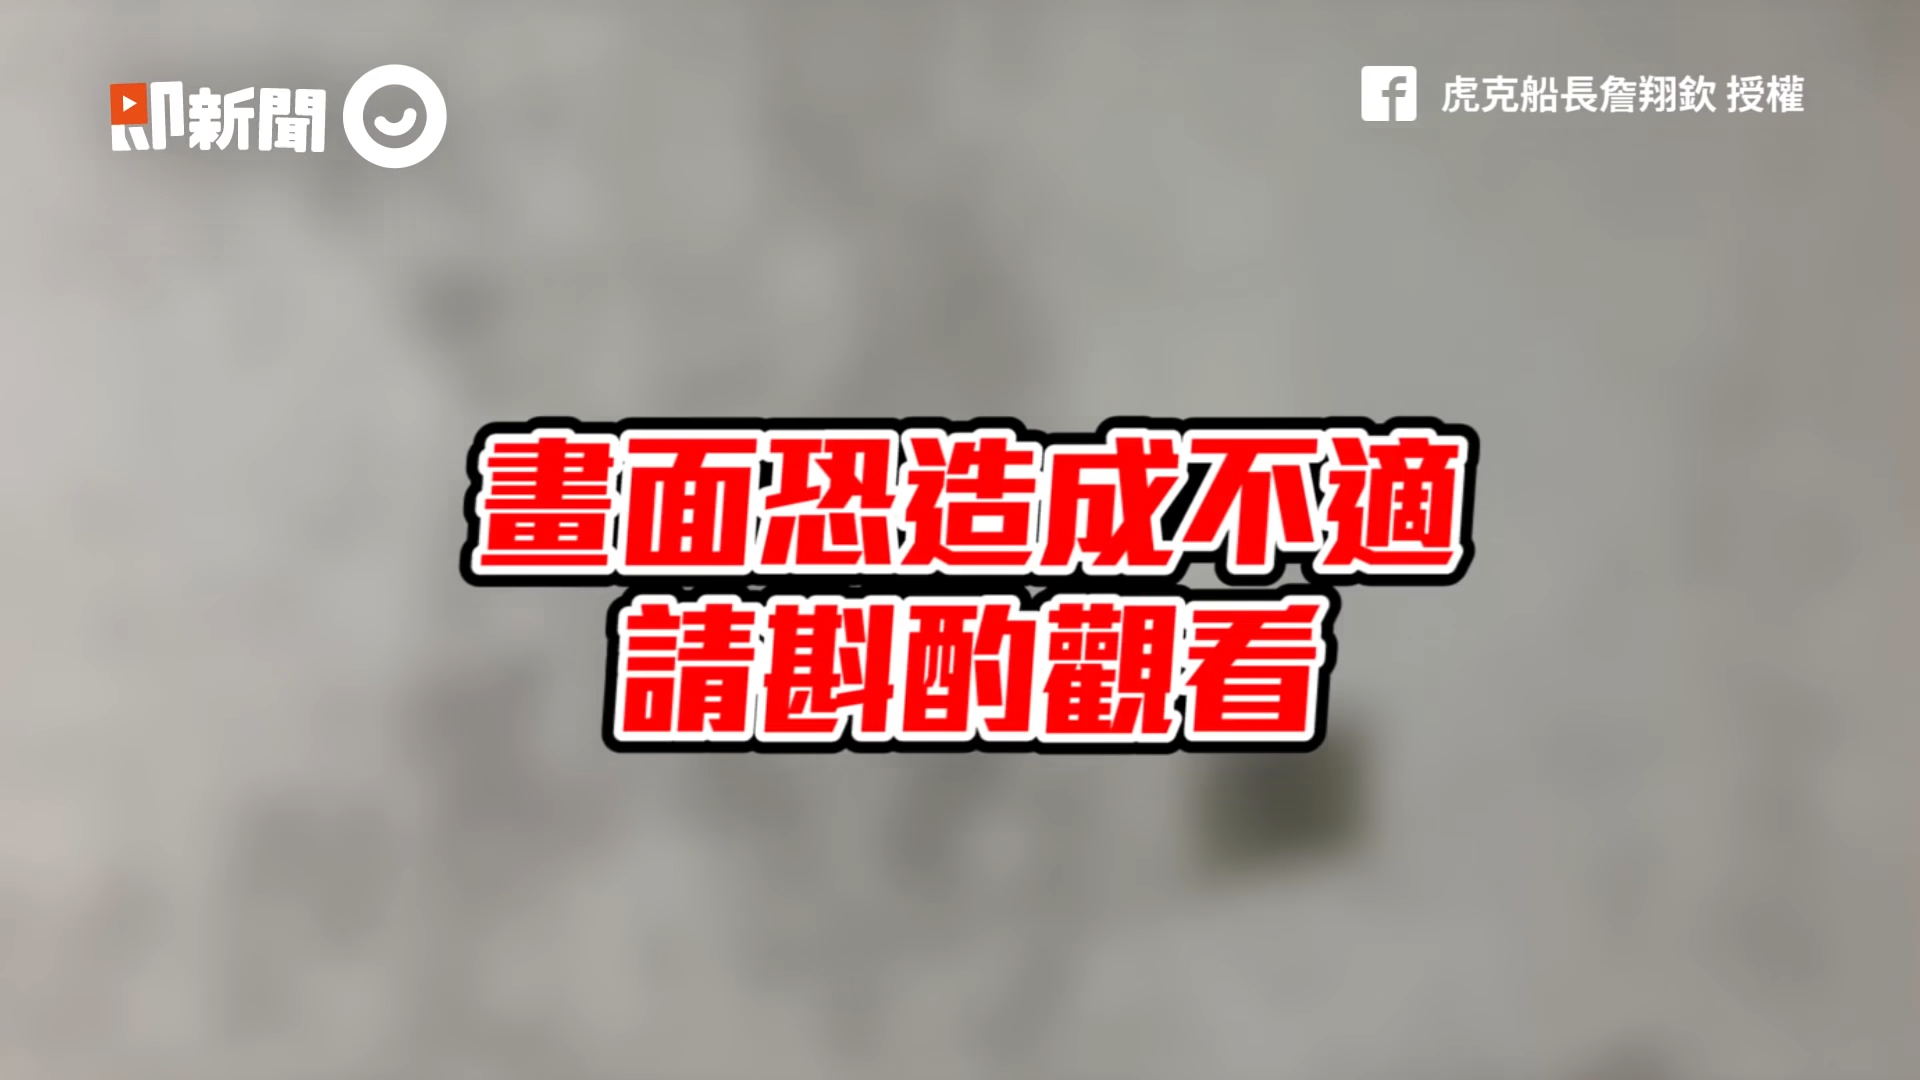 即新聞
虎克船長詹翔欽 授權
畫面恐造成不適
請斟酌觀看